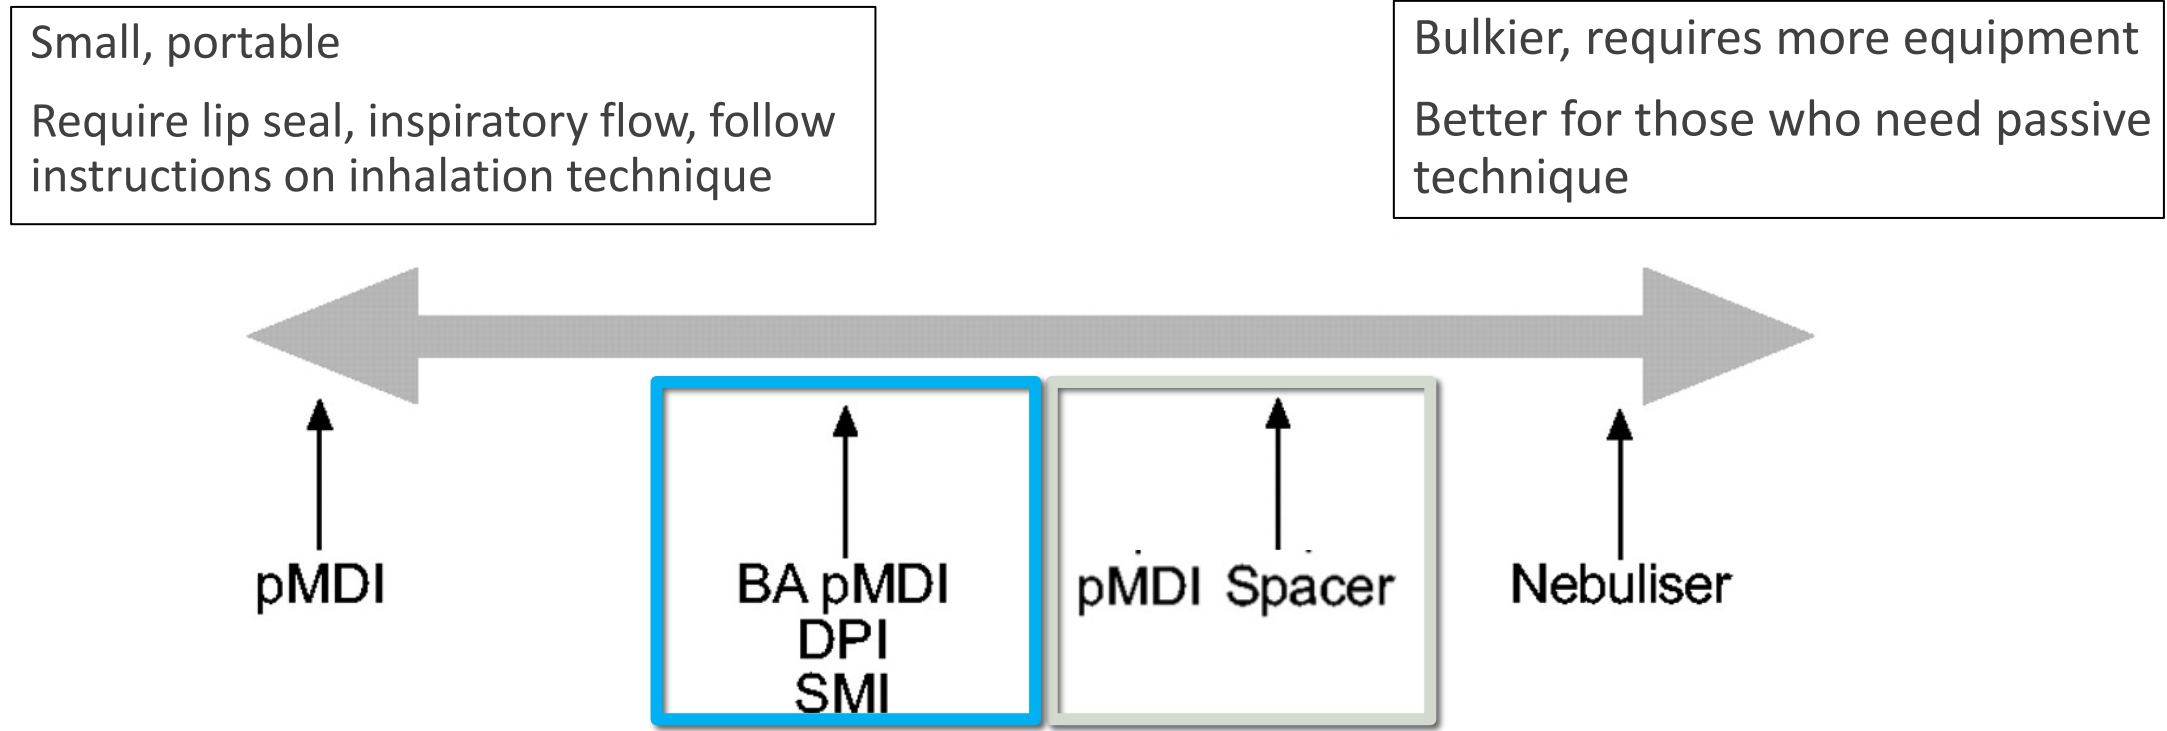 Small, portable
Require lip seal, inspiratory flow, follow
instructions on inhalation technique
Bulkier, requires more equipment
Better for those who need passive
technique
pMDI
BA pMDI
DPI
SMI
pMDI Spacer
Nebuliser